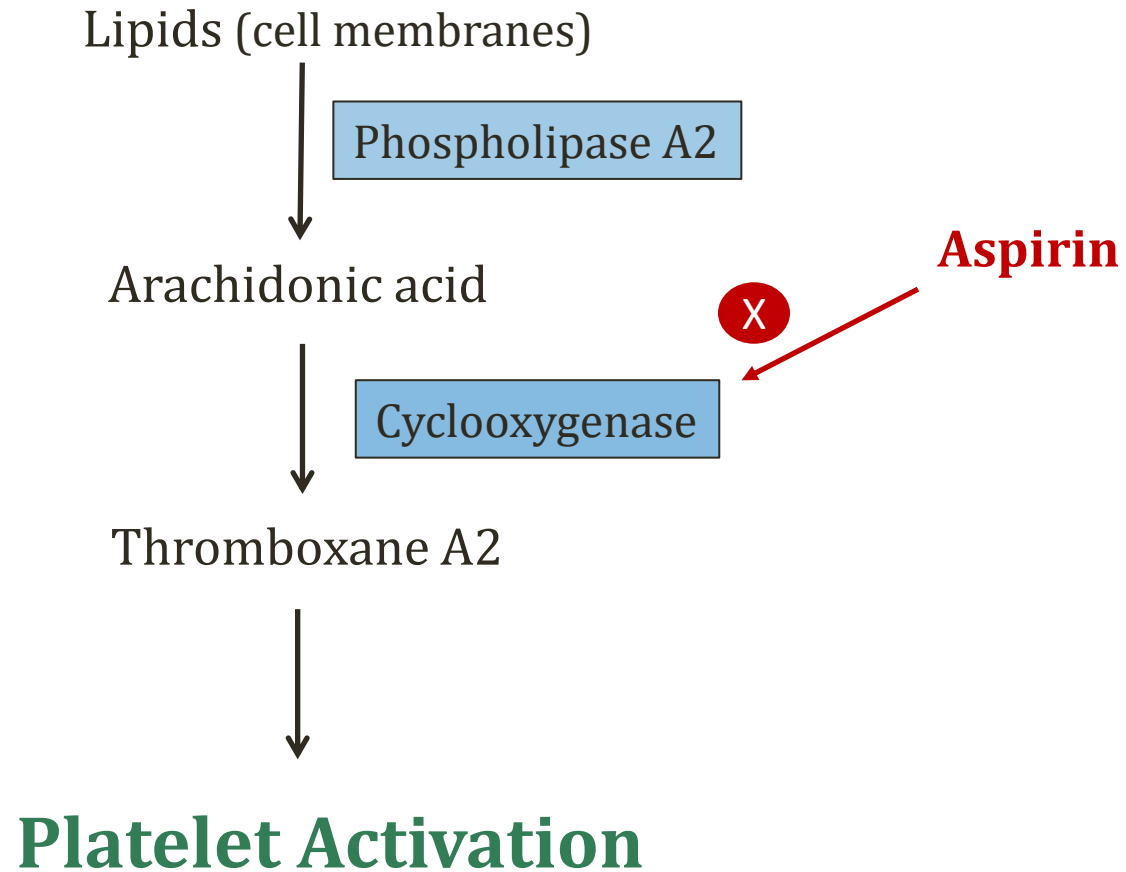 Lipids (cell membranes)
Phospholipase A2
Aspirin
Arachidonic acid
X
Cyclooxygenase
Thromboxane A2
Platelet Activation